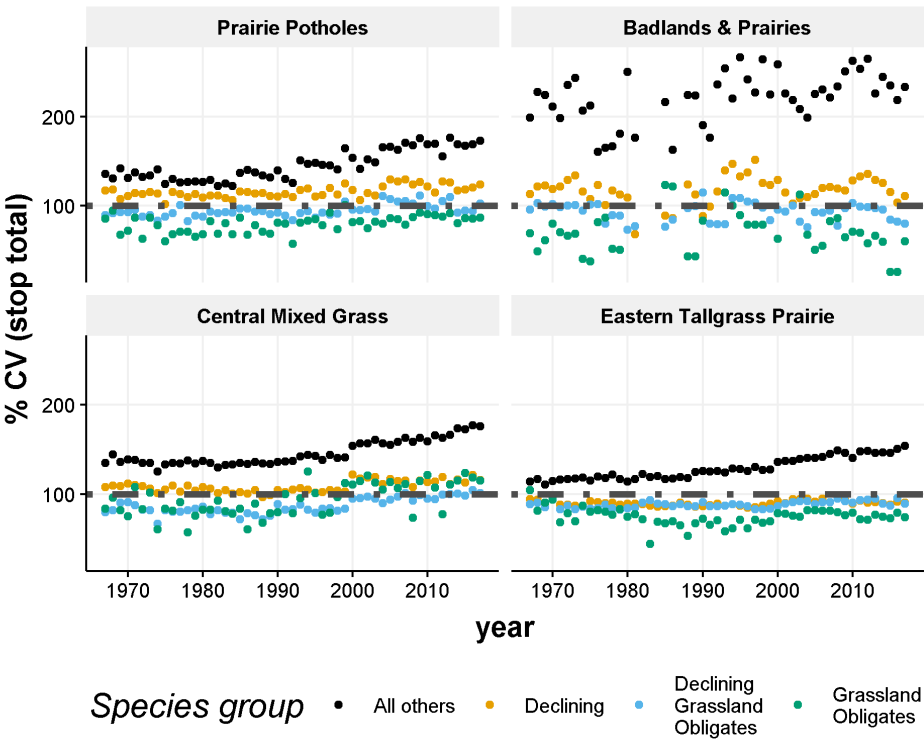 Prairie Potholes
Badlands & Prairies
200
100
Central Mixed Grass
Eastern Tallgrass Prairie
200
100
% CV (stop total)
1970 1980 1990 2000 2010
1970 1980 1990 2000 2010
year
Species group
All others
Declining
Declining
Grassland
Obligates
Grassland
Obligates